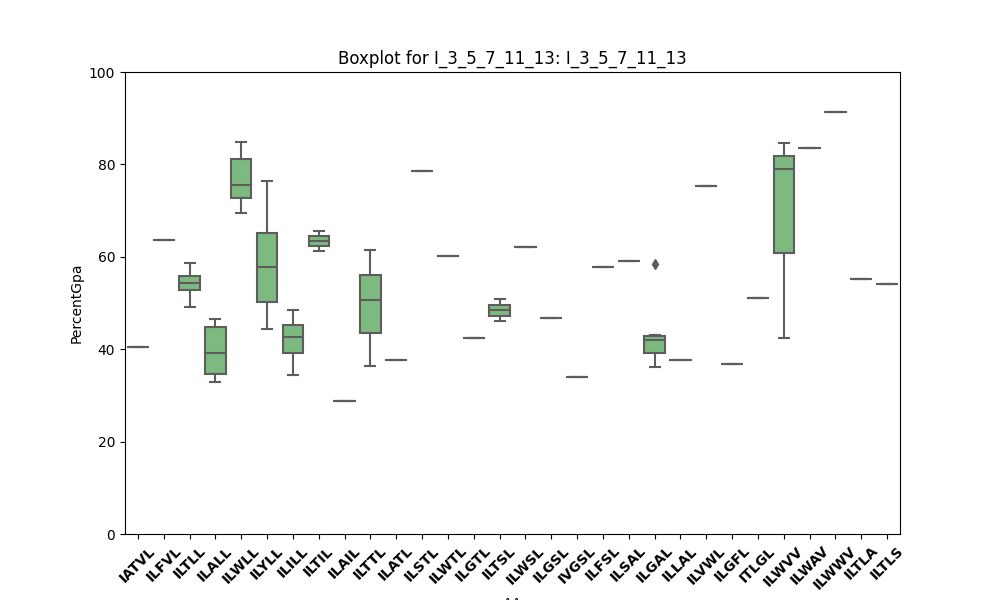 Boxplot for I_3_5_7_11_13: I_3_5_7_11_13
PercentGpa
100
80
60
40
20
0
IATVL
ILFVL
ILTLL
ILALL
ILWLL
ILYLL
ILILL
ILTIL
ILAIL
ILTTL
ILATL
ILSTL
ILWTL
ILGTL
ILTSL
ILWSL
ILGSL
IVGSL
ILFSL
ILSAL
ILGAL
ILLAL
ILVWL
ILGFL
ITLGL
ILWVV
ILWAV
ILWWV
ILTLA
ILTLS